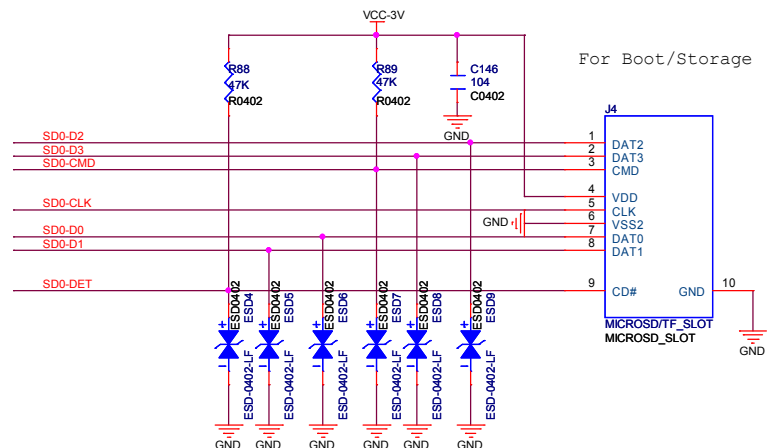 VCC-3V
For Boot/Storage
R88
47K
R0402
R89
47K
R0402
C146
104
C0402
GND
J4
SD0-D2
1
DAT2
SD0-D3
2
DAT3
SD0-CMD
3
CMD
4
VDD
SD0-CLK
5
CLK
GND
6
VSS2
SD0-D0
7
DAT0
SD0-D1
8
DAT1
SD0-DET
9
CD#
GND
10
MICROSD/TF_SLOT
MICROSD_SLOT
GND
ESD0402
ESD4
ESD-0402-LF
GND
ESD0402
ESD5
ESD-0402-LF
GND
ESD0402
ESD6
ESD-0402-LF
GND
ESD0402
ESD7
ESD-0402-LF
GND
ESD0402
ESD8
ESD-0402-LF
GND
ESD0402
ESD9
ESD-0402-LF
GND